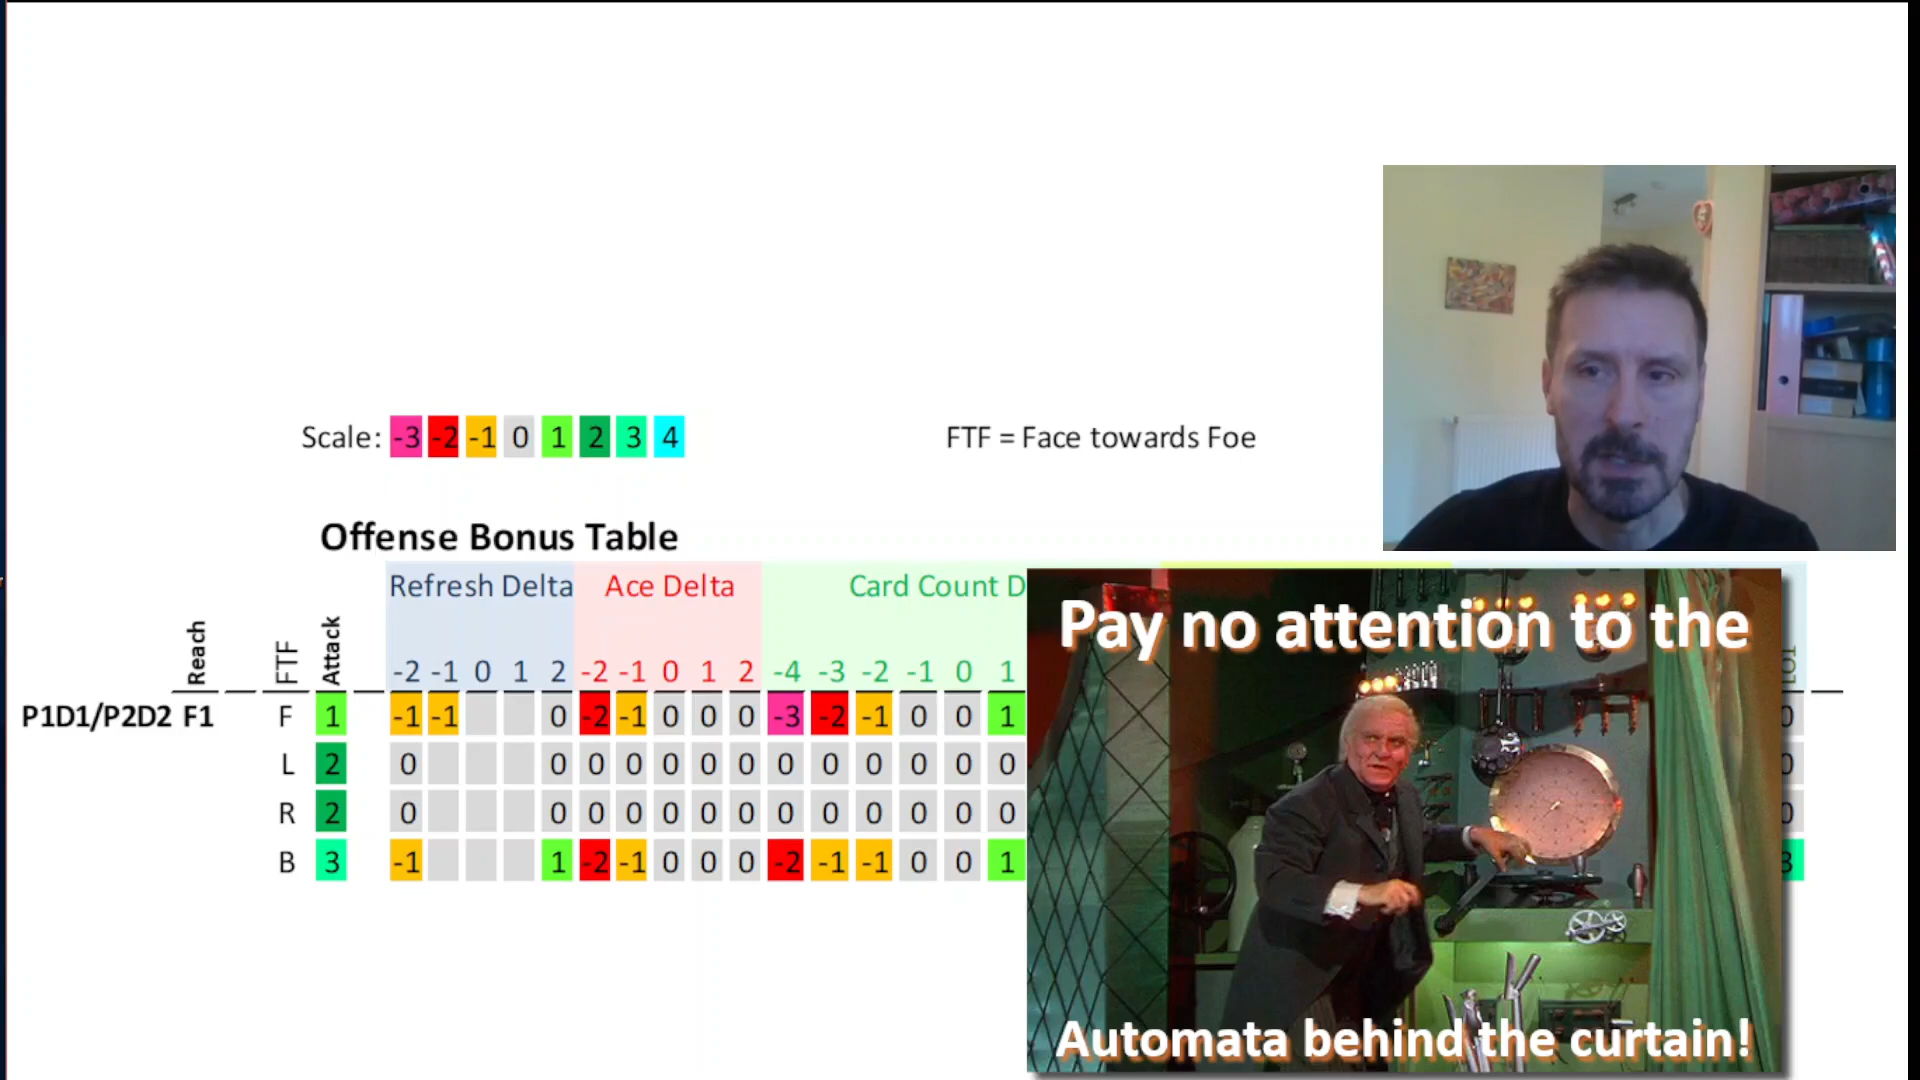 Scale: -3 -2 -1 0 1 2 3 4
FTF = Face towards Foe
Offense Bonus Table
Refresh Delta Ace Delta Card Count D
Reach FTF Attack -2 -1 0 1 2 -2 -1 0 1 2 -4 -3 -2 -1 0 1
P1D1/P2D2 F1 F 1 -1 -1 0 -2 -1 0 0 0 -3 -2 -1 0 0 1 0
L 2 0 0 0 0 0 0 0 0 0 0 0 0 0 0
R 2 0 0 0 0 0 0 0 0 0 0 0 0 0 0
B 3 -1 1 -2 -1 0 0 0 -2 -1 -1 0 0 1 3
Pay no attention to the
Automata behind the curtain!